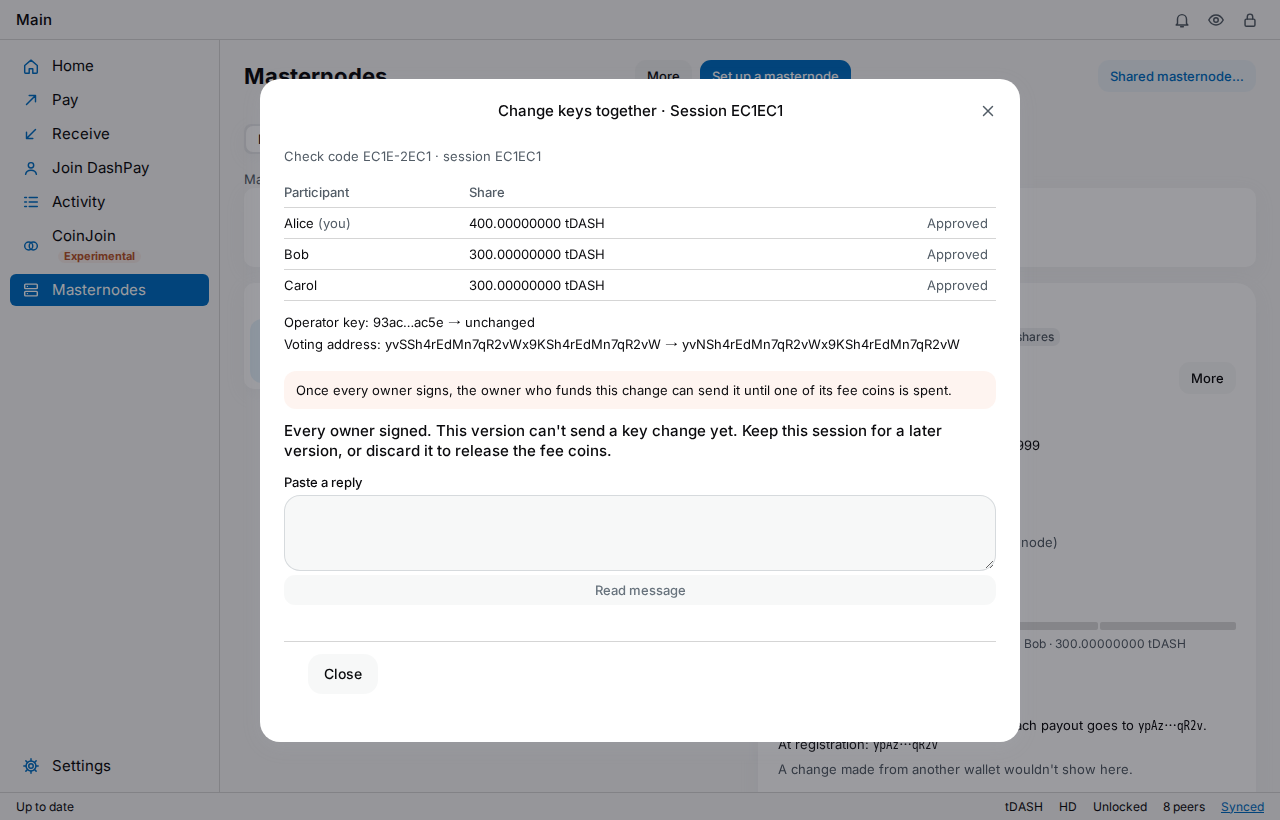 Main
Home
Pay
Receive
Join DashPay
Activity
CoinJoin
Experimental
Masternodes
Settings
Masternodes
More
Set up a masternode
Shared masternode...
Change keys together · Session EC1EC1
Check code EC1E-2EC1 · session EC1EC1
Participant Share
Alice (you) 400.00000000 tDASH Approved
Bob 300.00000000 tDASH Approved
Carol 300.00000000 tDASH Approved
Operator key: 93ac…ac5e → unchanged
Voting address: yvSSh4rEdMn7qR2vWx9KSh4rEdMn7qR2vW → yvNSh4rEdMn7qR2vWx9KSh4rEdMn7qR2vW
Once every owner signs, the owner who funds this change can send it until one of its fee coins is spent.
Every owner signed. This version can't send a key change yet. Keep this session for a later
version, or discard it to release the fee coins.
Paste a reply
Read message
Close
shares
More
999
node)
Bob · 300.00000000 tDASH
ach payout goes to ypAz…qR2v.
At registration: ypAz…qR2v
A change made from another wallet wouldn't show here.
Up to date
tDASH HD Unlocked 8 peers Synced